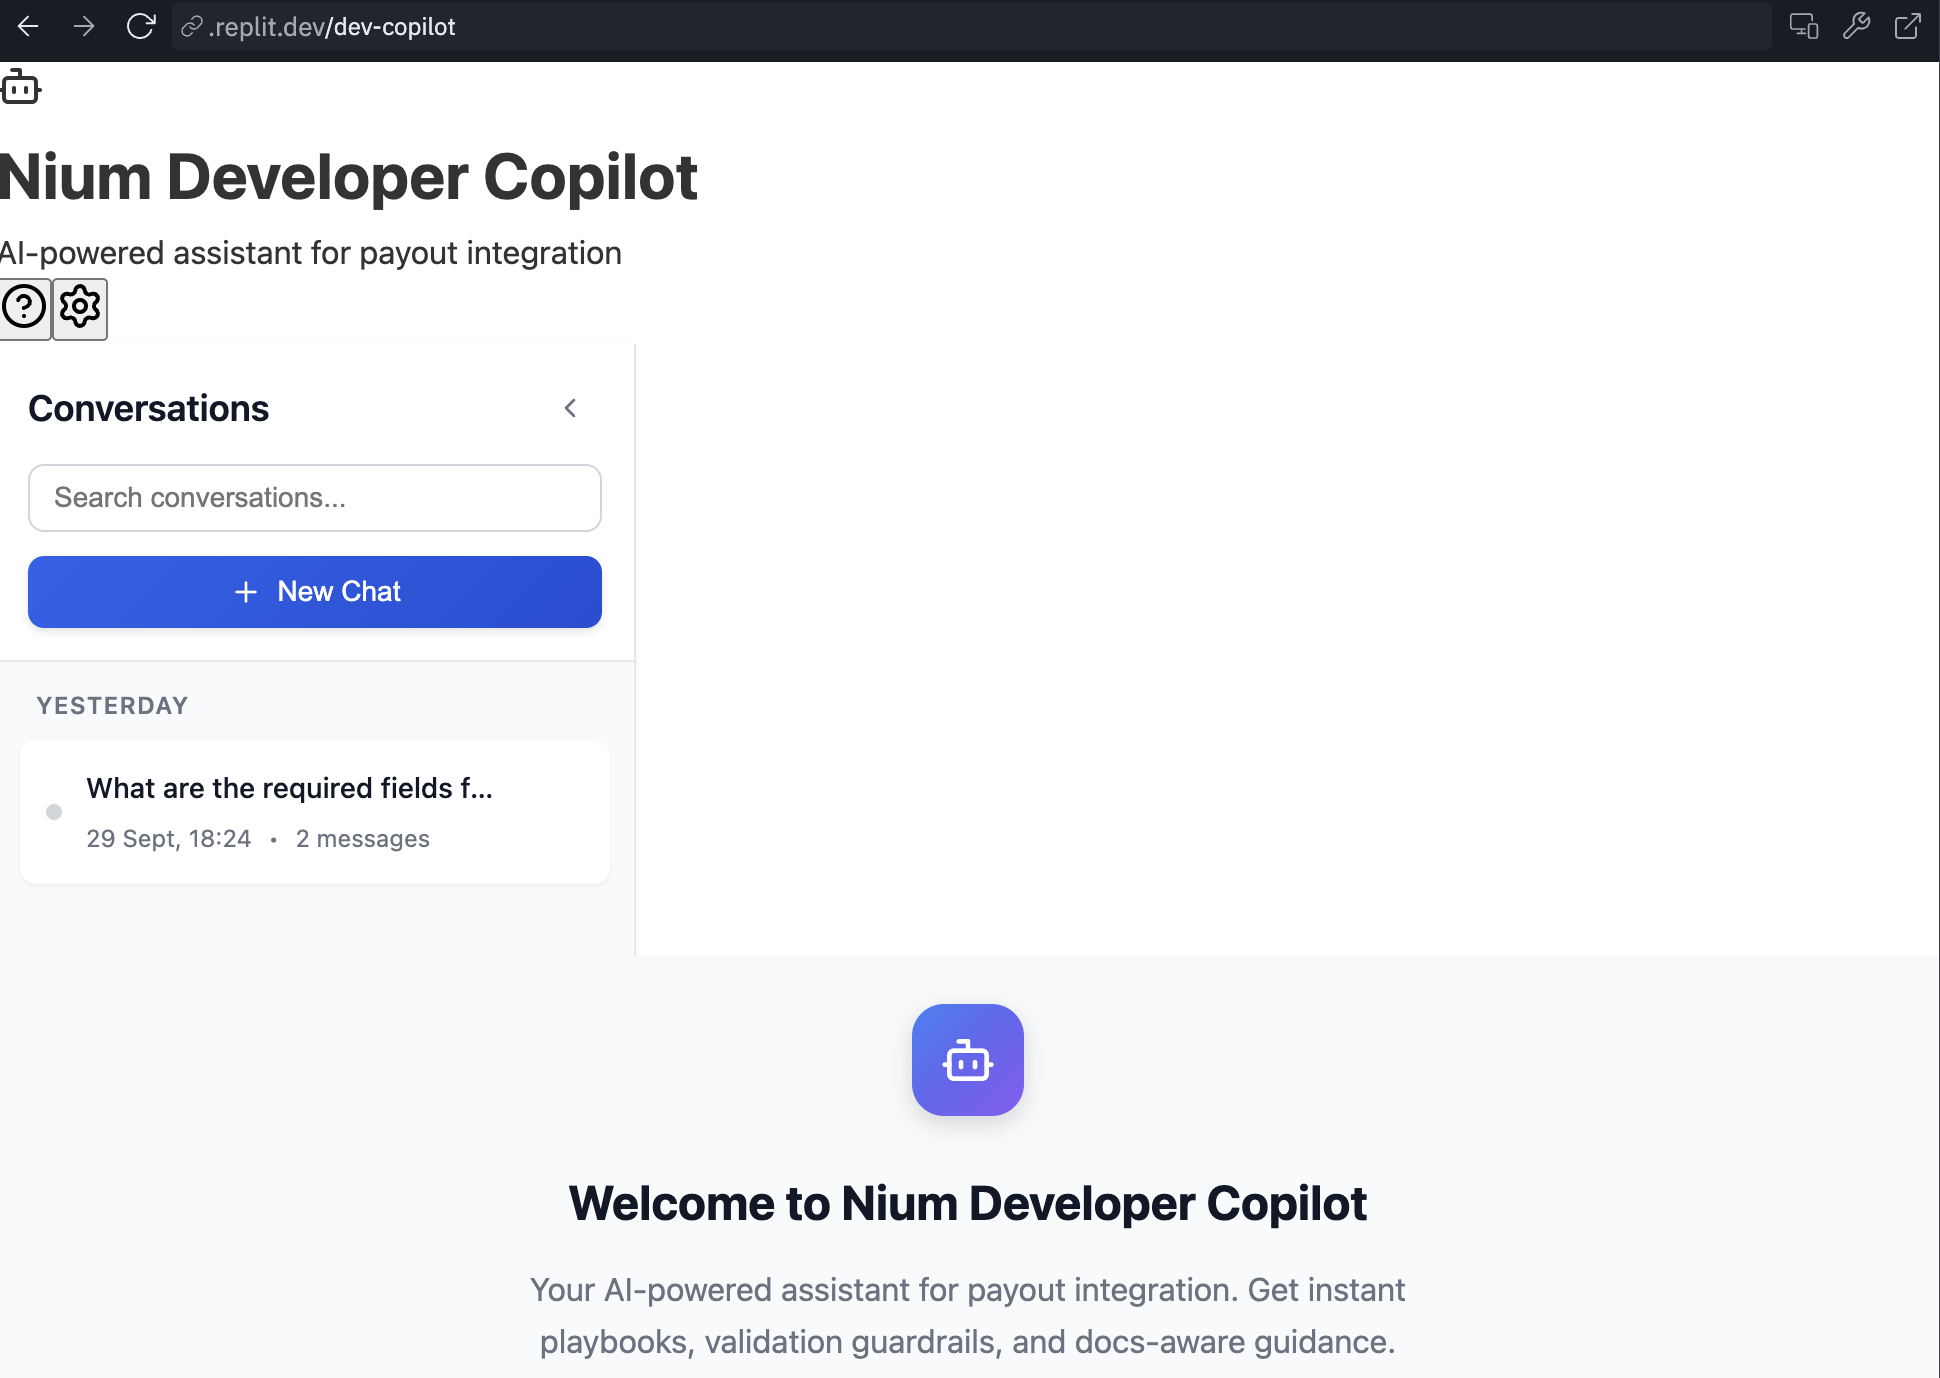 .replit.dev/dev-copilot
Nium Developer Copilot
AI-powered assistant for payout integration
Conversations
Search conversations...
New Chat
YESTERDAY
What are the required fields f...
29 Sept, 18:24 • 2 messages
Welcome to Nium Developer Copilot
Your AI-powered assistant for payout integration. Get instant
playbooks, validation guardrails, and docs-aware guidance.